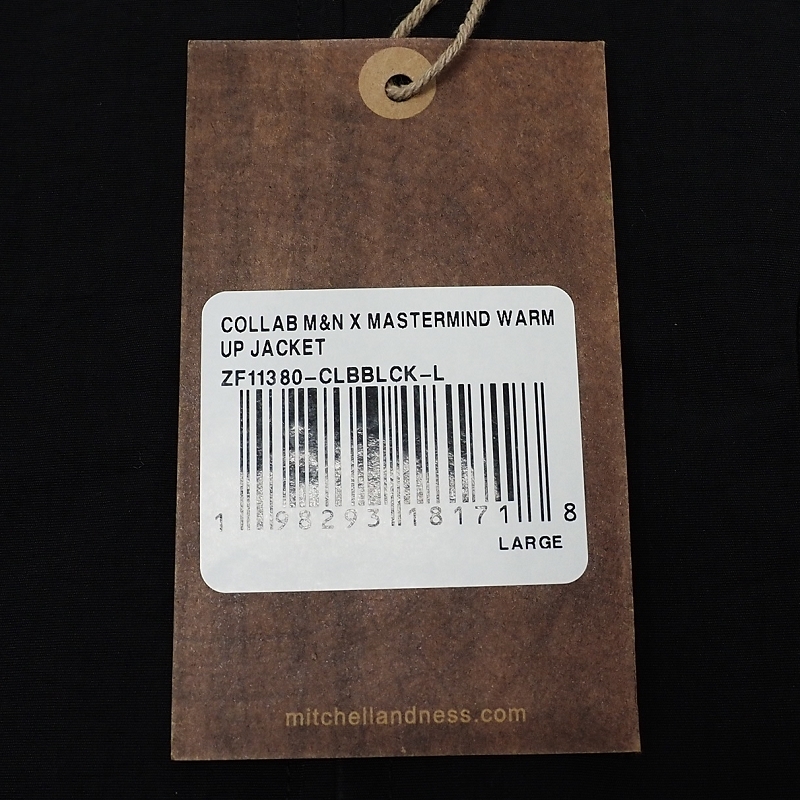 COLLAB M&N X MASTERMIND WARM
UP JACKET
ZF11380-CLBBLCK-L
1 98293 18171 8
LARGE
mitchellandness.com